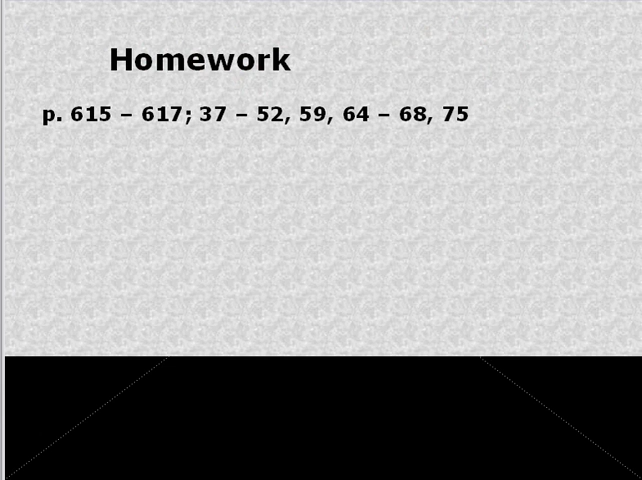 Homework
p. 615 – 617; 37 – 52, 59, 64 – 68, 75